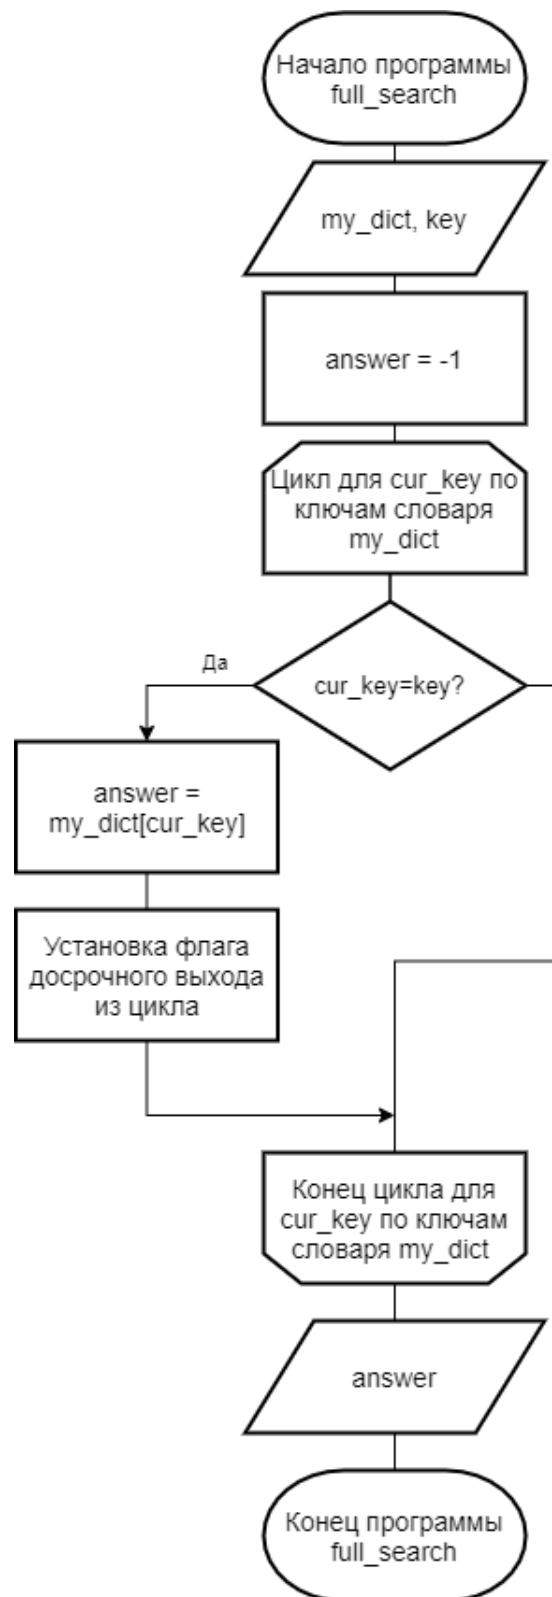 Начало программы
full_search
my_dict, key
answer = -1
Цикл для cur_key по
ключам словаря
my_dict
cur_key=key?
Да
answer =
my_dict[cur_key]
Установка флага
досрочного выхода
из цикла
Конец цикла для
cur_key по ключам
словаря my_dict
answer
Конец программы
full_search